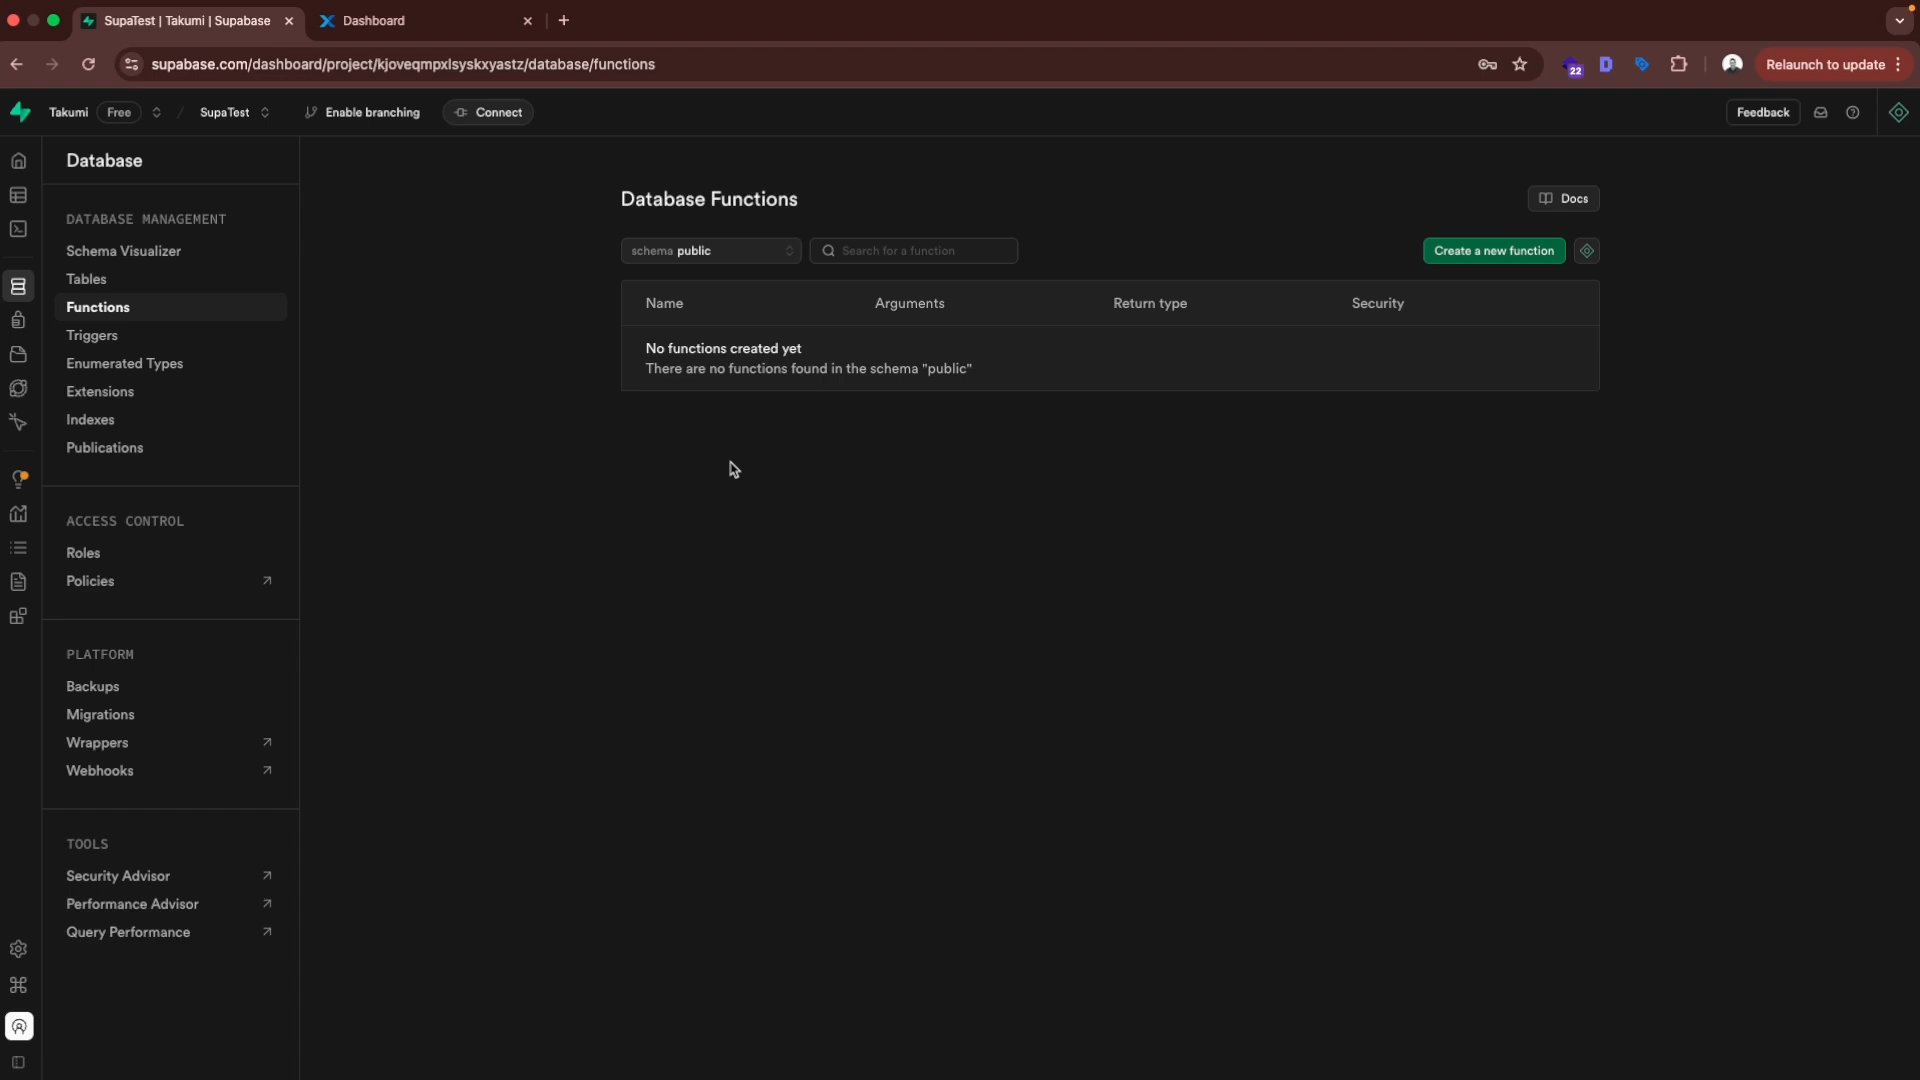 SupaTest | Takumi | Supabase
Dashboard
supabase.com/dashboard/project/kjoveqmpxlsyskxyastz/database/functions
22
Relaunch to update
Takumi Free / SupaTest
Enable branching
Connect
Feedback
Database
DATABASE MANAGEMENT
Schema Visualizer
Tables
Functions
Triggers
Enumerated Types
Extensions
Indexes
Publications
ACCESS CONTROL
Roles
Policies
PLATFORM
Backups
Migrations
Wrappers
Webhooks
TOOLS
Security Advisor
Performance Advisor
Query Performance
Database Functions
Docs
schema public
Search for a function
Create a new function
Name Arguments Return type Security
No functions created yet
There are no functions found in the schema "public"